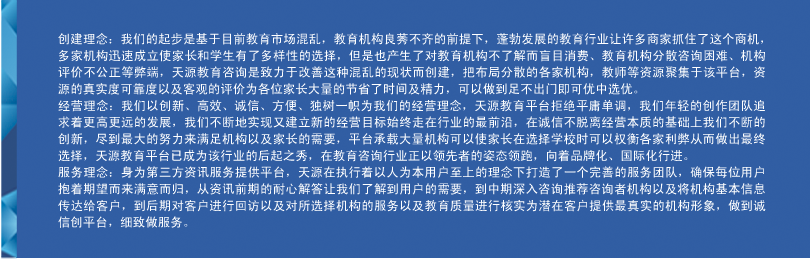 创建理念：我们的起步是基于目前教育市场混乱，教育机构良莠不齐的前提下，蓬勃发展的教育行业让许多商家抓住了这个商机，
多家机构迅速成立使家长和学生有了多样性的选择，但是也产生了对教育机构不了解而盲目消费、教育机构分散咨询困难、机构
评价不公正等弊端，天源教育咨询是致力于改善这种混乱的现状而创建，把布局分散的各家机构，教师等资源聚集于该平台，资
源的真实度可靠度以及客观的评价为各位家长大量的节省了时间及精力，可以做到足不出门即可优中选优。
经营理念：我们以创新、高效、诚信、方便、独树一帜为我们的经营理念，天源教育平台拒绝平庸单调，我们年轻的创作团队追
求着更高更远的发展，我们不断地实现又建立新的经营目标始终走在行业的最前沿，在诚信不脱离经营本质的基础上我们不断的
创新，尽到最大的努力来满足机构以及家长的需要，平台承载大量机构可以使家长在选择学校时可以权衡各家利弊从而做出最终
选择，天源教育平台已成为该行业的后起之秀，在教育咨询行业正以领先者的姿态领跑，向着品牌化、国际化行进。
服务理念：身为第三方资讯服务提供平台，天源在执行着以人为本用户至上的理念下打造了一个完善的服务团队，确保每位用户
抱着期望而来满意而归，从资讯前期的耐心解答让我们了解到用户的需要，到中期深入咨询推荐咨询者机构以及将机构基本信息
传达给客户，到后期对客户进行回访以及对所选择机构的服务以及教育质量进行核实为潜在客户提供最真实的机构形象，做到诚
信创平台，细致做服务。